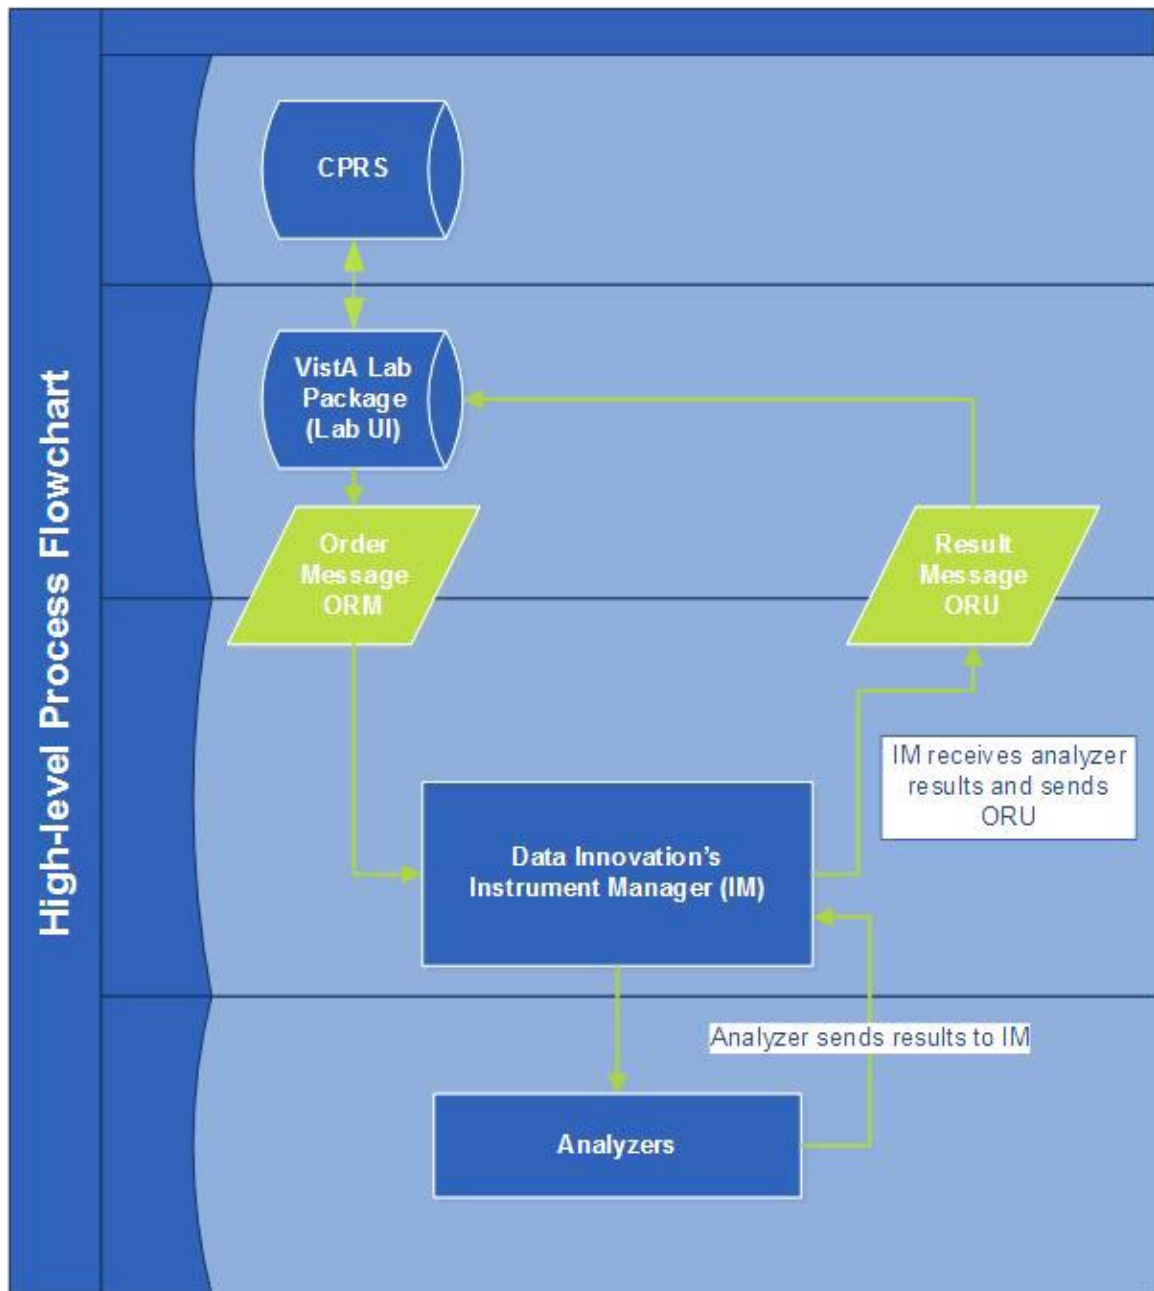 High-level Process Flowchart
CPRS
VistA Lab
Package
(Lab UI)
Order
Message
ORM
Result
Message
ORU
IM receives analyzer
results and sends
ORU
Data Innovation's
Instrument Manager (IM)
Analyzer sends results to IM
Analyzers